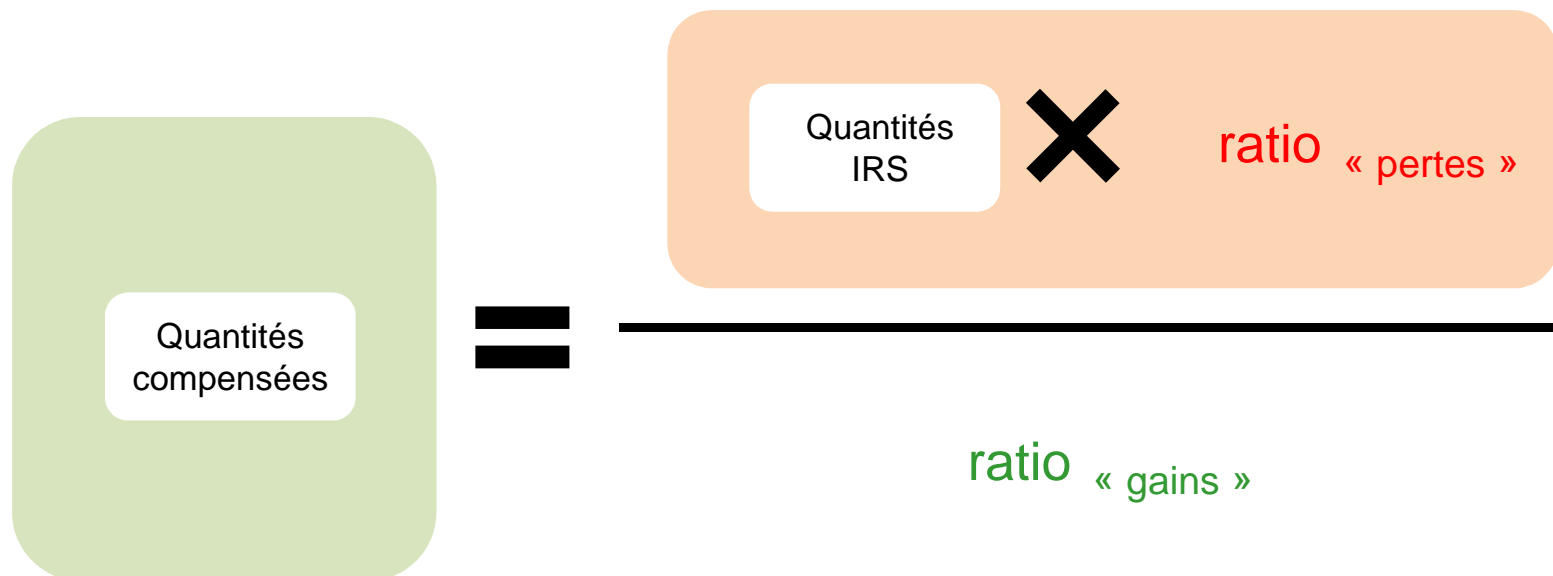 Quantités
compensées
=
Quantités
IRS
× ratio « pertes »
ratio « gains »